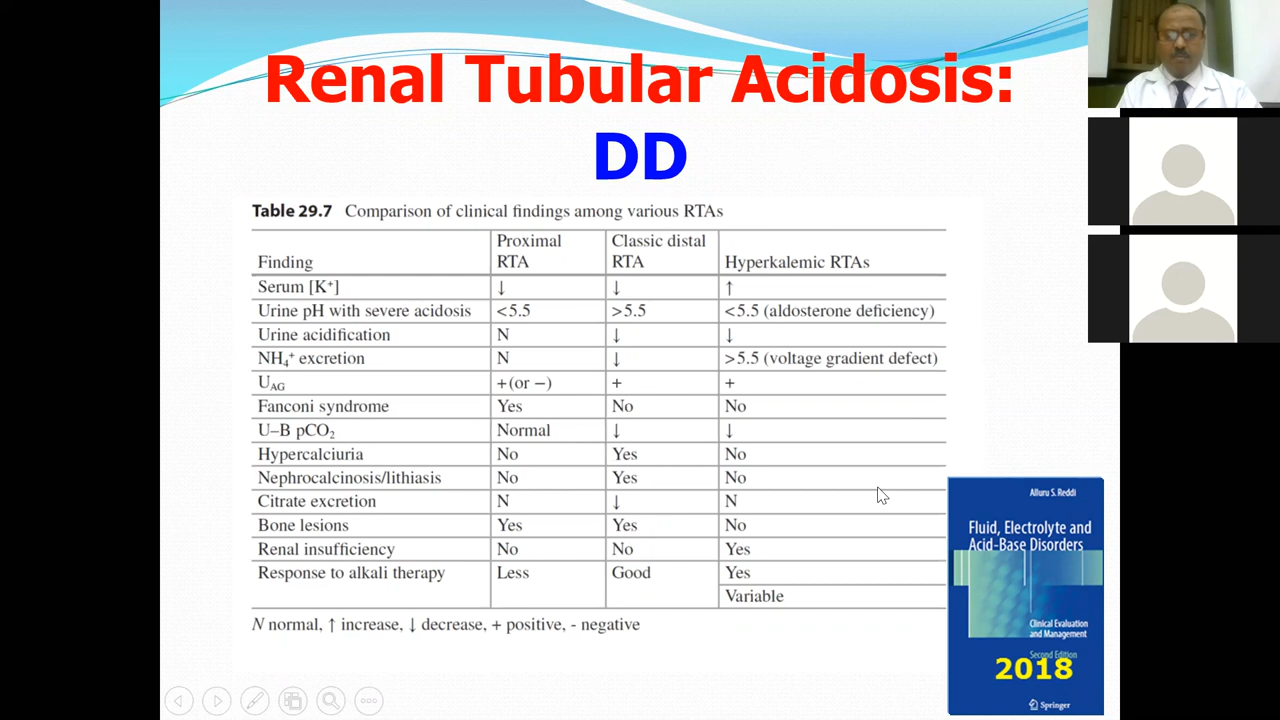 Renal Tubular Acidosis:
DD
Table 29.7 Comparison of clinical findings among various RTAs
Finding Proximal RTA Classic distal RTA Hyperkalemic RTAs
Serum [K⁺] ↓ ↓ ↑
Urine pH with severe acidosis <5.5 >5.5 <5.5 (aldosterone deficiency)
Urine acidification N ↓ ↓
NH₄⁺ excretion N ↓ >5.5 (voltage gradient defect)
U_AG +(or −) + +
Fanconi syndrome Yes No No
U–B pCO₂ Normal ↓ ↓
Hypercalciuria No Yes No
Nephrocalcinosis/lithiasis No Yes No
Citrate excretion N ↓ N
Bone lesions Yes Yes No
Renal insufficiency No No Yes
Response to alkali therapy Less Good Yes
Variable
N normal, ↑ increase, ↓ decrease, + positive, - negative
Alluru S. Reddi
Fluid, Electrolyte and
Acid-Base Disorders
Clinical Evaluation
and Management
Second Edition
2018
Springer